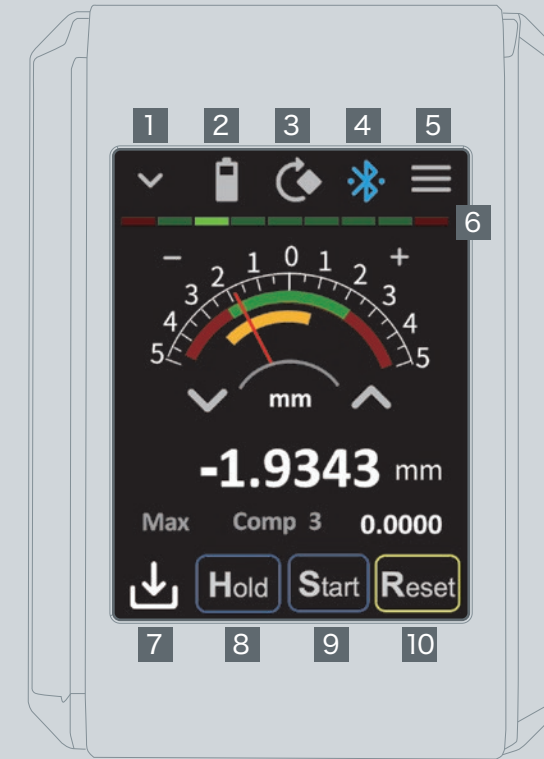 1 2 3 4 5
6
− 5 4 3 2 1 0 1 2 3 4 5 +
mm
-1.9343 mm
Max Comp 3 0.0000
Hold Start Reset
7 8 9 10